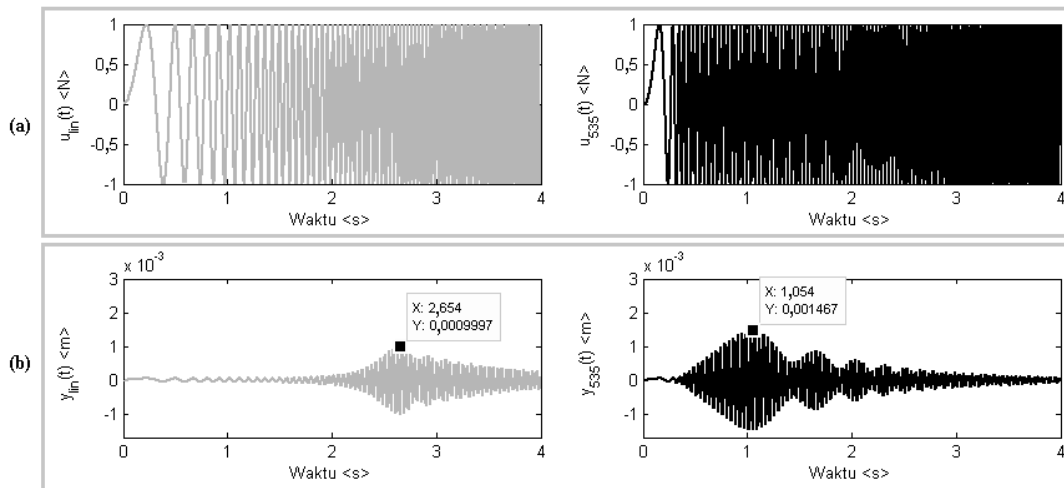 (a)
1
0,5
0
-0,5
-1
u_lin(t) <N>
0 1 2 3 4
Waktu <s>
1
0,5
0
-0,5
-1
u_535(t) <N>
0 1 2 3 4
Waktu <s>
(b)
x 10^-3
3
2
1
0
-1
y_lin(t) <m>
X: 2,654
Y: 0,0009997
0 1 2 3 4
Waktu <s>
x 10^-3
3
2
1
0
-1
y_535(t) <m>
X: 1,054
Y: 0,001467
0 1 2 3 4
Waktu <s>